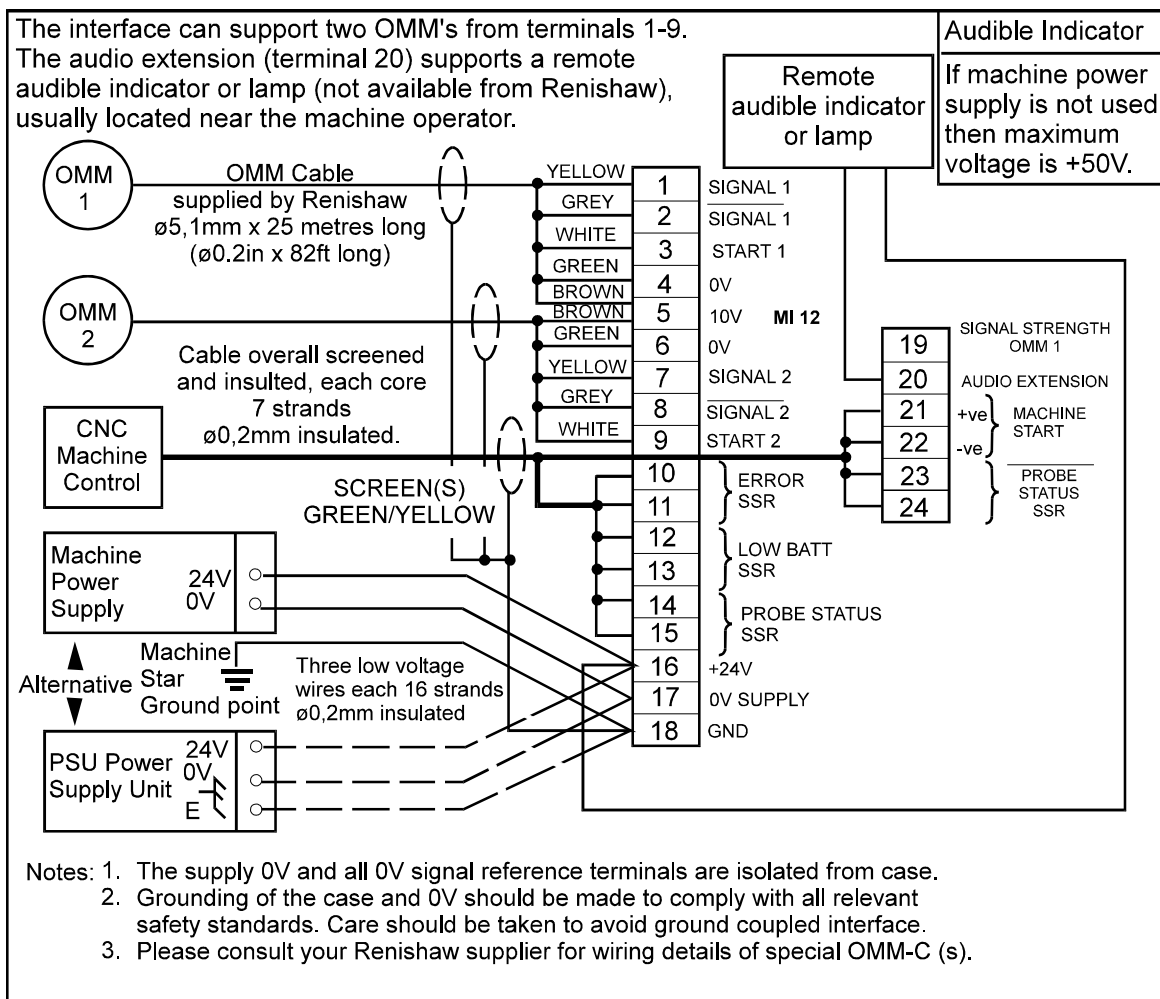 The interface can support two OMM's from terminals 1-9.
The audio extension (terminal 20) supports a remote
audible indicator or lamp (not available from Renishaw),
usually located near the machine operator.
Remote
audible indicator
or lamp
Audible Indicator
If machine power
supply is not used
then maximum
voltage is +50V.
OMM
1
OMM Cable
supplied by Renishaw
ø5,1mm x 25 metres long
(ø0.2in x 82ft long)
OMM
2
Cable overall screened
and insulted, each core
7 strands
ø0,2mm insulated.
CNC
Machine
Control
SCREEN(S)
GREEN/YELLOW
YELLOW 1 SIGNAL 1
GREY 2 SIGNAL 1
WHITE 3 START 1
GREEN 4 0V
BROWN
BROWN 5 10V MI 12
GREEN 6 0V
YELLOW 7 SIGNAL 2
GREY 8 SIGNAL 2
WHITE 9 START 2
10
11
ERROR
SSR
12
13
LOW BATT
SSR
14
15
PROBE STATUS
SSR
16 +24V
17 0V SUPPLY
18 GND
19 SIGNAL STRENGTH
OMM 1
20 AUDIO EXTENSION
21 +ve
22 -ve
MACHINE
START
23
24
PROBE
STATUS
SSR
Machine
Power
Supply
24V
0V
Alternative
Machine
Star
Ground point
Three low voltage
wires each 16 strands
ø0,2mm insulated
PSU Power
Supply Unit
24V
0V
E
Notes: 1. The supply 0V and all 0V signal reference terminals are isolated from case.
2. Grounding of the case and 0V should be made to comply with all relevant
safety standards. Care should be taken to avoid ground coupled interface.
3. Please consult your Renishaw supplier for wiring details of special OMM-C (s).